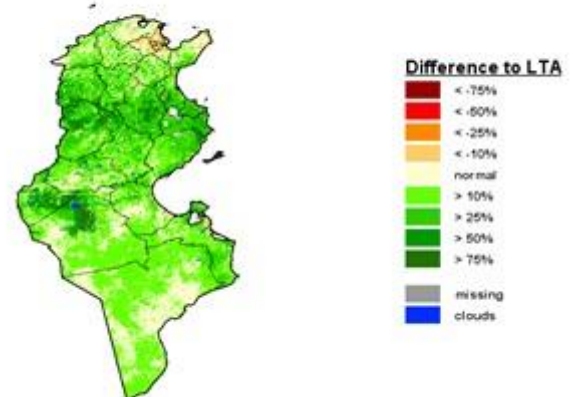 Difference to LTA
< -75%
< -50%
< -25%
< -10%
normal
> 10%
> 25%
> 50%
> 75%
missing
clouds